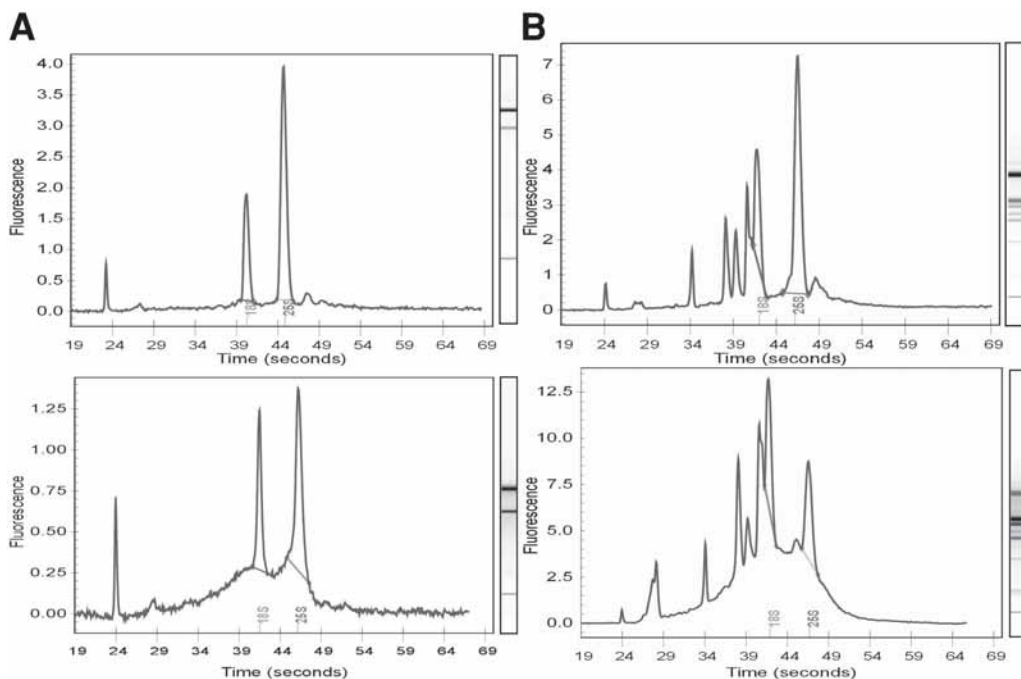 A
4.0
3.5
3.0
2.5
2.0
1.5
1.0
0.5
0.0
Fluorescence
18S
25S
19 24 29 34 39 44 49 54 59 64 69
Time (seconds)
B
7
6
5
4
3
2
1
0
Fluorescence
18S
25S
19 24 29 34 39 44 49 54 59 64 69
Time (seconds)
1.25
1.00
0.75
0.50
0.25
0.00
Fluorescence
18S
25S
19 24 29 34 39 44 49 54 59 64 69
Time (seconds)
12.5
10.0
7.5
5.0
2.5
0.0
Fluorescence
18S
25S
19 24 29 34 39 44 49 54 59 64 69
Time (seconds)